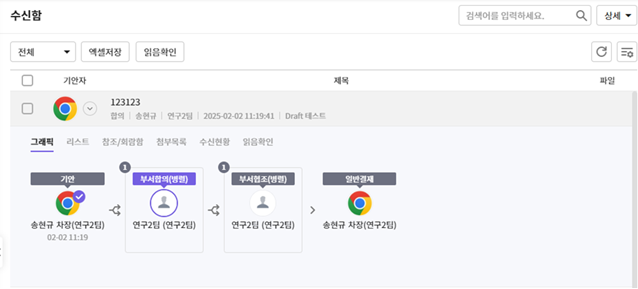 수신함
검색어를 입력하세요.
상세
전체
엑셀저장
읽음확인
기안자 제목 파일
123123
합의 | 송현규 | 연구2팀 | 2025-02-02 11:19:41 | Draft 테스트
그래픽 리스트 참조/회람함 첨부목록 수신현황 읽음확인
1 1
기안 부서합의(병렬) 부서협조(병렬) 일반결재
송현규 차장(연구2팀) 연구2팀 (연구2팀) 연구2팀 (연구2팀) 송현규 차장(연구2팀)
02-02 11:19